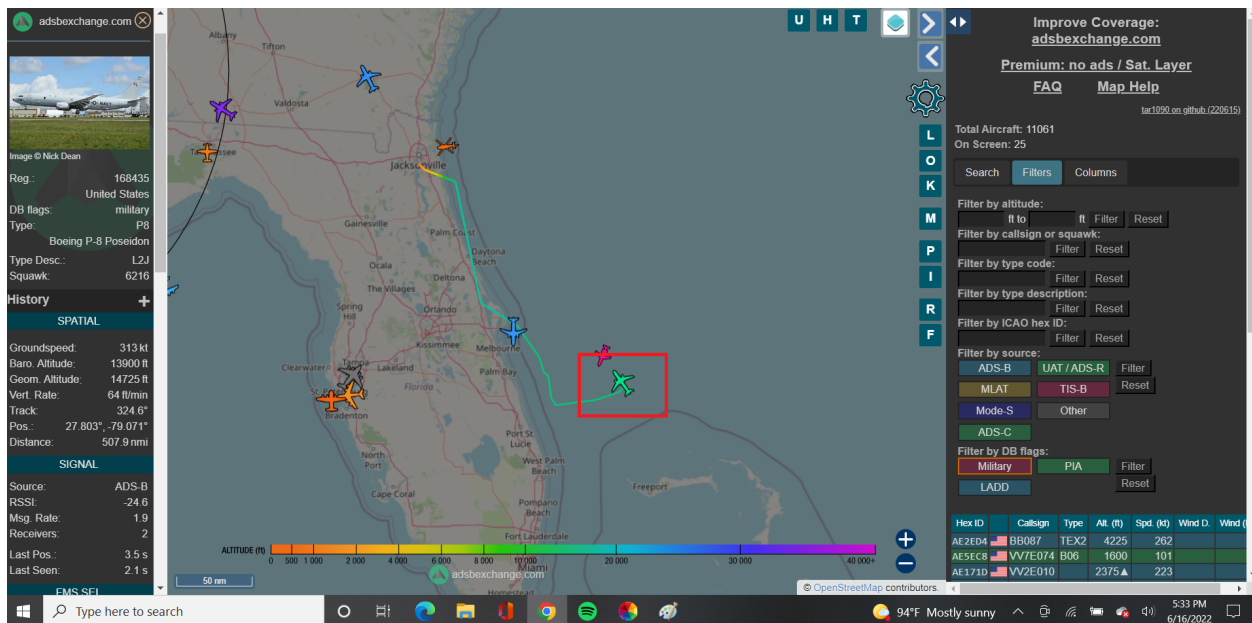 adsbexchange.com
Image © Nick Dean
Reg.: 168435
United States
DB flags: military
Type: P8
Boeing P-8 Poseidon
Type Desc.: L2J
Squawk: 6216
History +
SPATIAL
Groundspeed: 313 kt
Baro. Altitude: 13900 ft
Geom. Altitude: 14725 ft
Vert. Rate: 64 ft/min
Track: 324.6°
Pos.: 27.803°, -79.071°
Distance: 507.9 nmi
SIGNAL
Source: ADS-B
RSSI: -24.6
Msg. Rate: 1.9
Receivers: 2
Last Pos.: 3.5 s
Last Seen: 2.1 s
FMS SEL
U H T
Albany
Tifton
Valdosta
Jacksonville
Gainesville
Palm Coast
Daytona
Beach
Ocala
Deltona
The Villages
Spring
Hill
Orlando
Kissimmee
Melbourne
Clearwater
Tampa
Lakeland
Palm Bay
Florida
Bradenton
Port St.
Lucie
North
Port
West Palm
Beach
Cape Coral
Freeport
Pompano
Beach
Fort Lauderdale
Miami
Homestead
L
O
K
M
P
I
R
F
ALTITUDE (ft)
0 500 1 000 2 000 4 000 6 000 8 000 10 000 20 000 30 000 40 000+
adsbexchange.com
50 nm
© OpenStreetMap contributors.
Improve Coverage:
adsbexchange.com
Premium: no ads / Sat. Layer
FAQ Map Help
tar1090 on github (220615)
Total Aircraft: 11061
On Screen: 25
Search Filters Columns
Filter by altitude:
ft to ft Filter Reset
Filter by callsign or squawk:
Filter Reset
Filter by type code:
Filter Reset
Filter by type description:
Filter Reset
Filter by ICAO hex ID:
Filter Reset
Filter by source:
ADS-B UAT / ADS-R Filter
MLAT TIS-B Reset
Mode-S Other
ADS-C
Filter by DB flags:
Military PIA Filter
LADD Reset
Hex ID Callsign Type Alt. (ft) Spd. (kt) Wind D. Wind (
AE2ED4 BB087 TEX2 4225 262
AE5EC8 VV7E074 B06 1600 101
AE171D VV2E010 2375▲ 223
Type here to search
94°F Mostly sunny
5:33 PM
6/16/2022